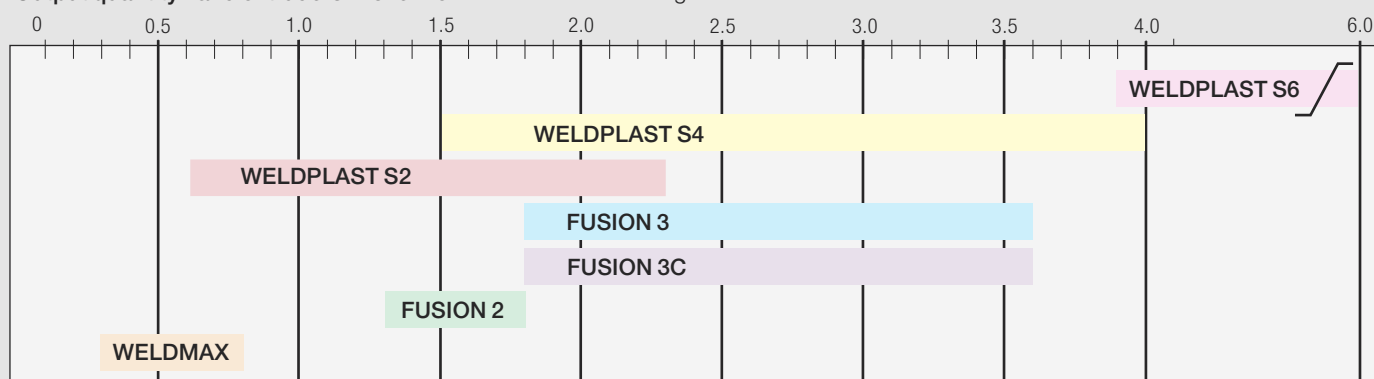 0 0.5 1.0 1.5 2.0 2.5 3.0 3.5 4.0 6.0
WELDPLAST S6
WELDPLAST S4
WELDPLAST S2
FUSION 3
FUSION 3C
FUSION 2
WELDMAX